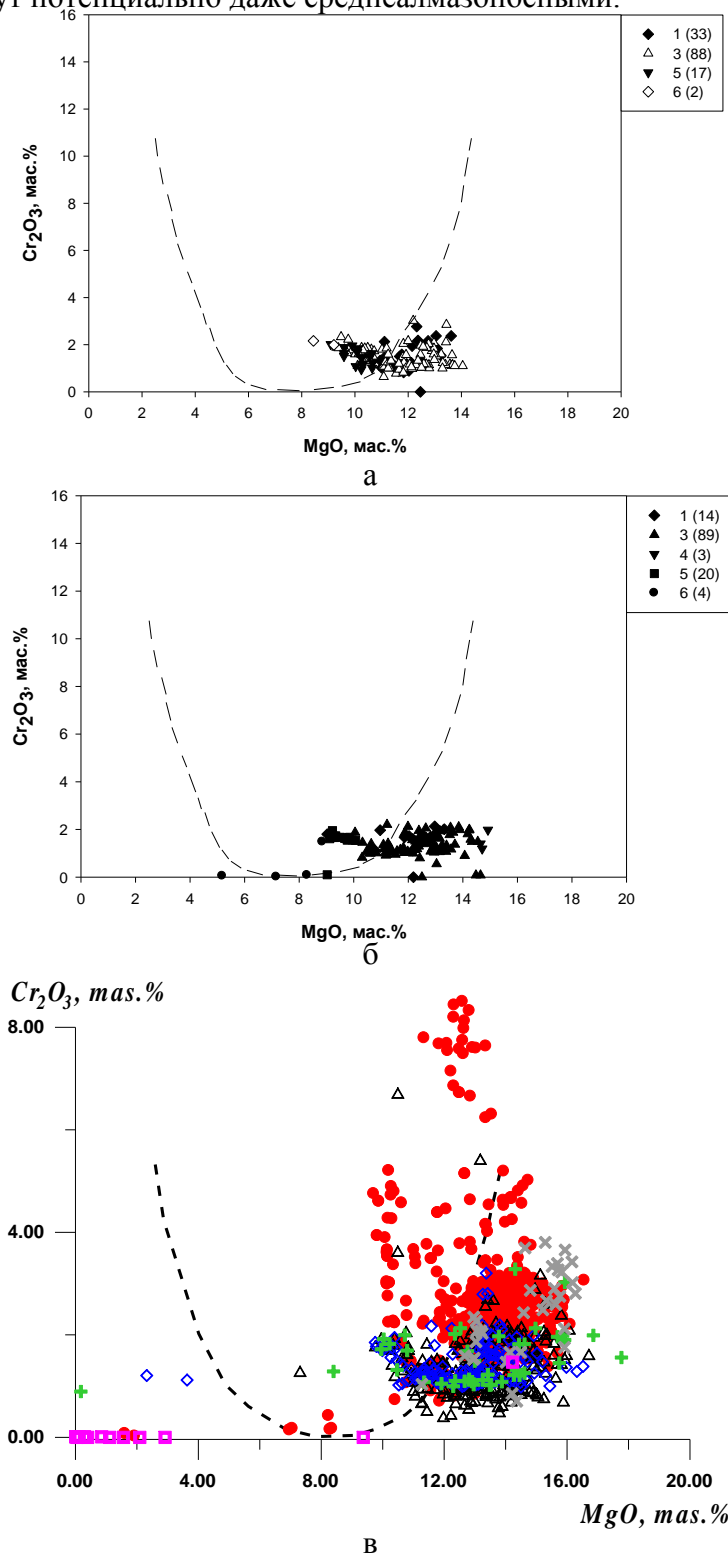 ут потенциально даже среднеалмазоносными.
16
14
12
10
8
6
4
2
0
Cr2O3, мас.%
0 2 4 6 8 10 12 14 16 18 20
MgO, мас.%
1 (33)
3 (88)
5 (17)
6 (2)
а
16
14
12
10
8
6
4
2
0
Cr2O3, мас.%
0 2 4 6 8 10 12 14 16 18 20
MgO, мас.%
1 (14)
3 (89)
4 (3)
5 (20)
6 (4)
б
Cr2O3, mas.%
8.00
4.00
0.00
0.00 4.00 8.00 12.00 16.00 20.00
MgO, mas.%
в